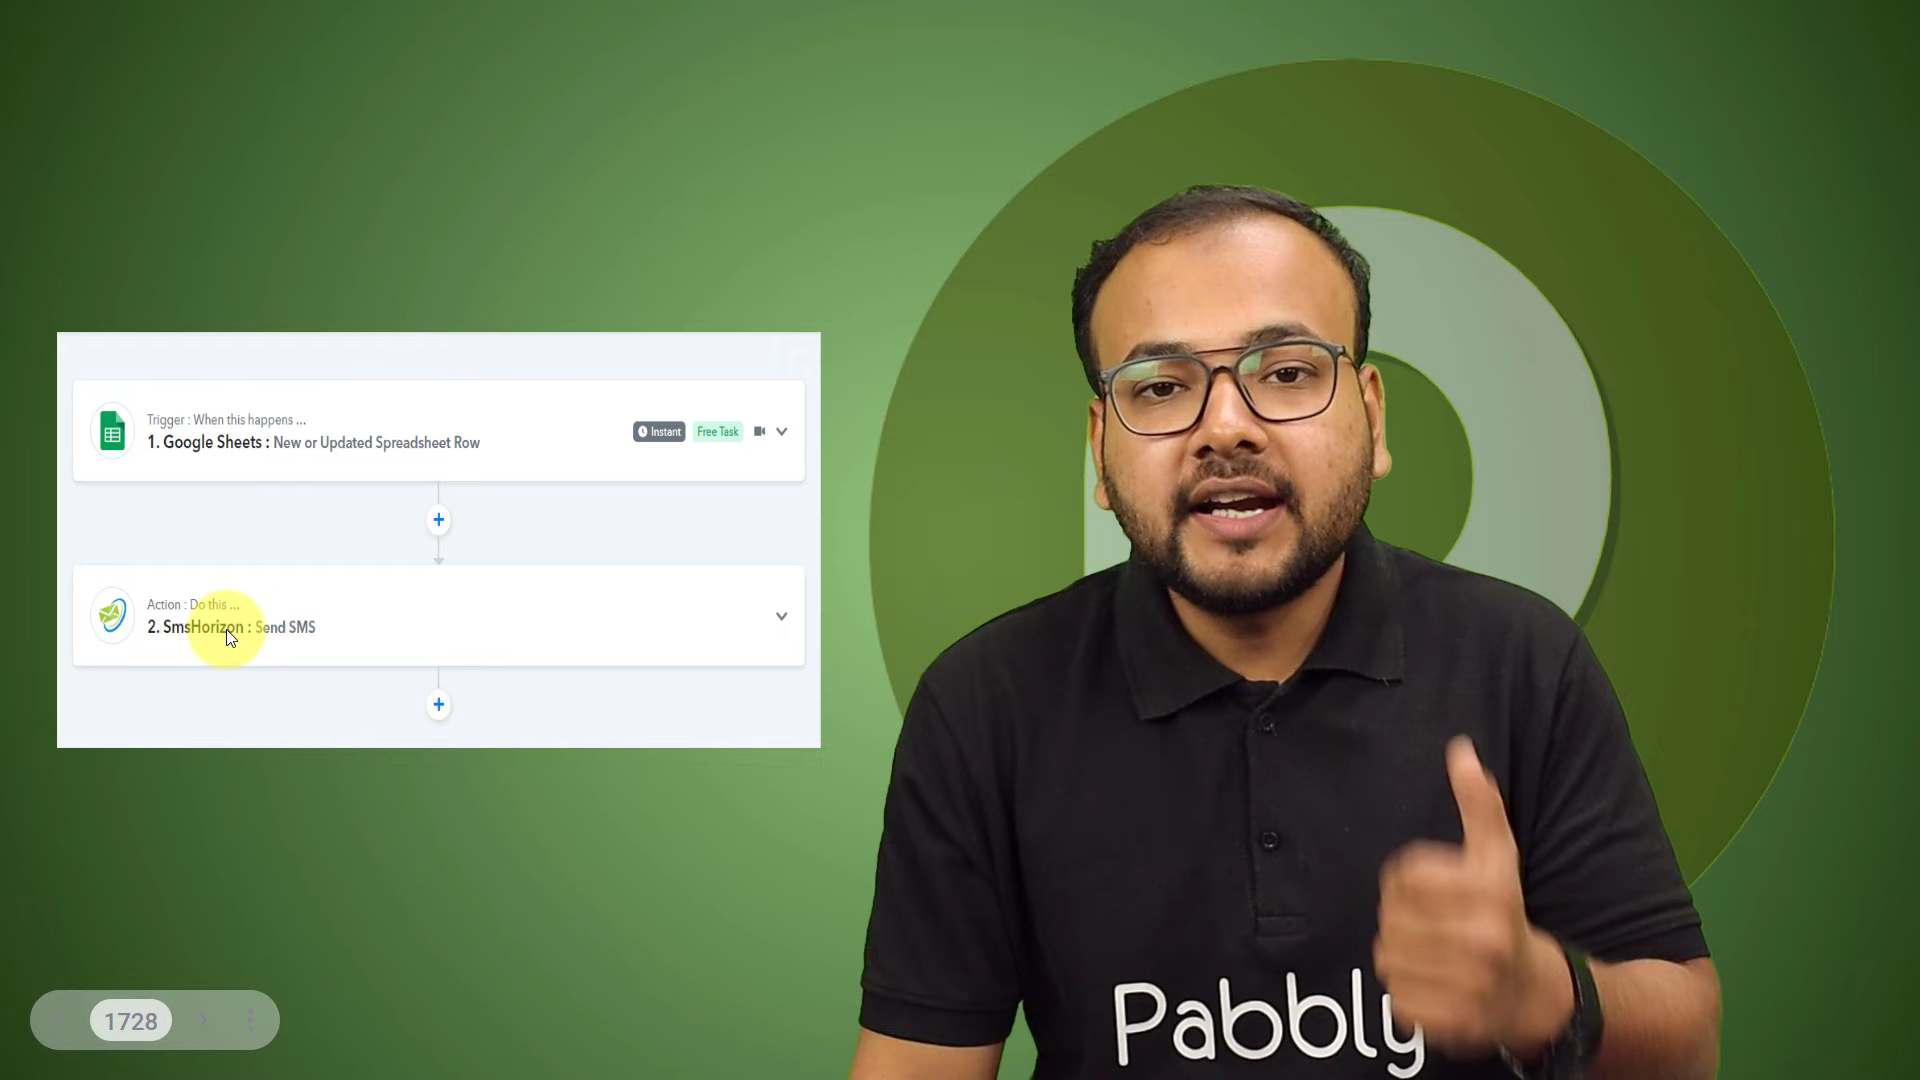 Trigger : When this happens ...
1. Google Sheets : New or Updated Spreadsheet Row
Instant
Free Task
Action : Do this ...
2. SmsHorizon : Send SMS
1728
Pabbly